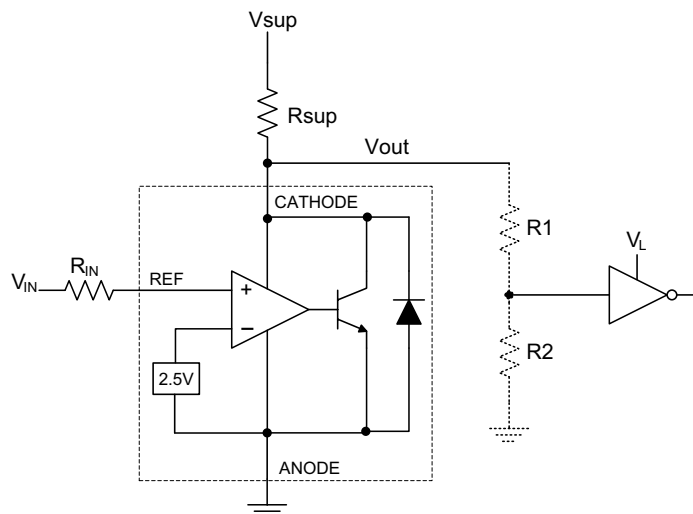 Vsup
Rsup
Vout
CATHODE
R1
RIN
VL
VIN
REF
+
–
R2
2.5V
ANODE